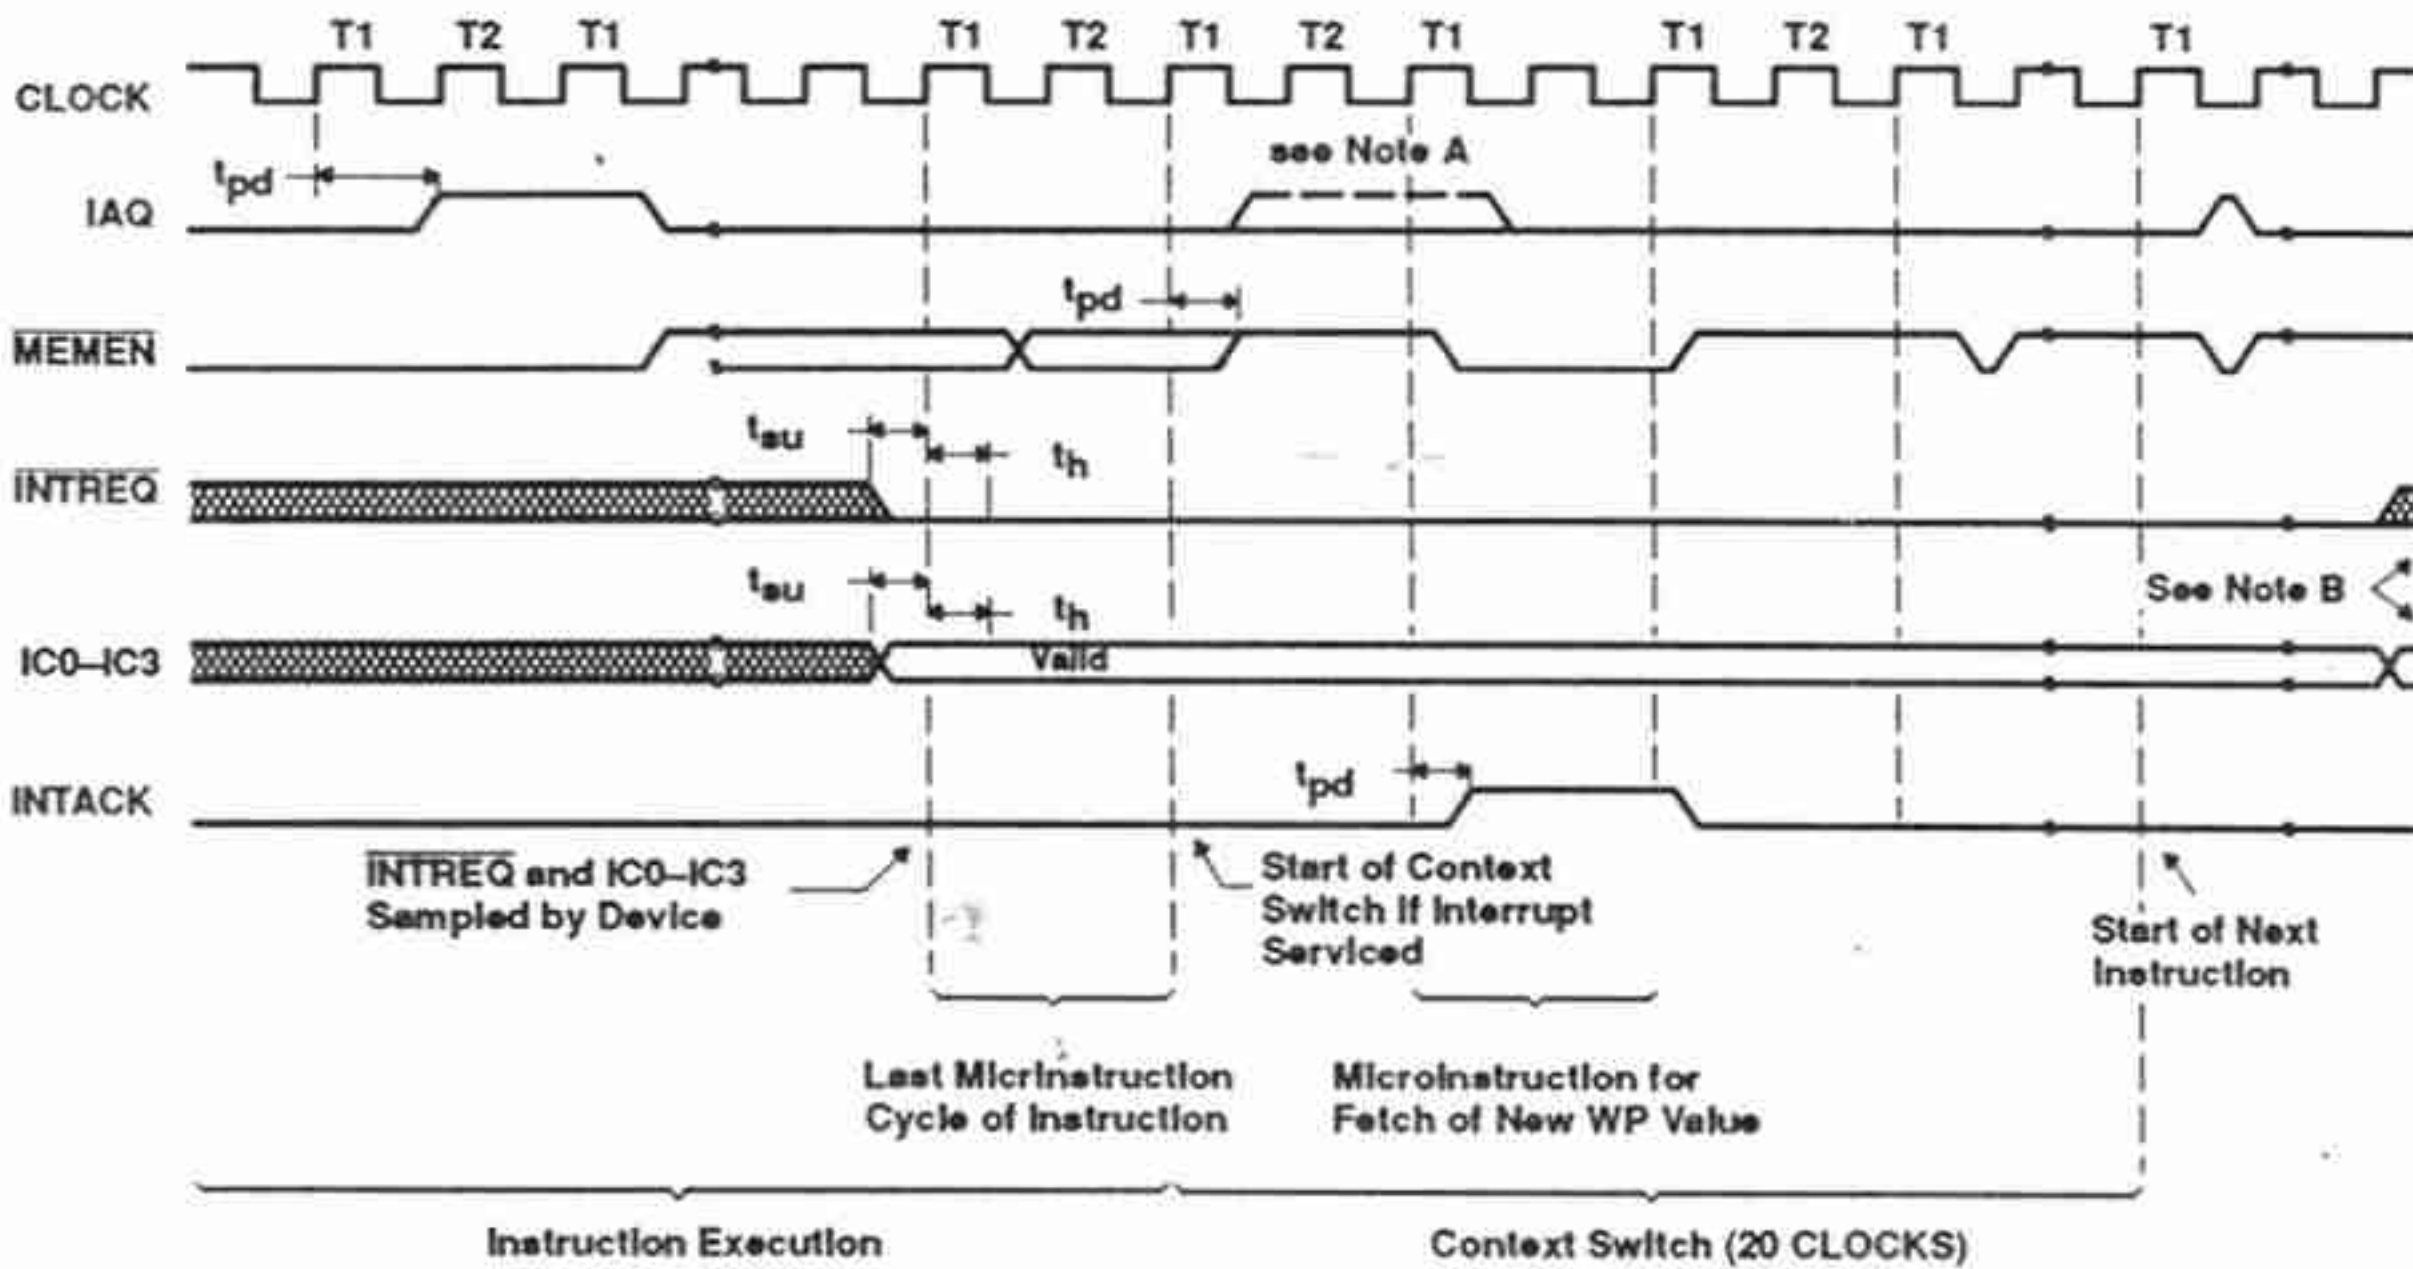 T1 T2 T1 T1 T2 T1 T2 T1 T1 T2 T1 T1
CLOCK
see Note A
tpd
IAQ
tpd
MEMEN
tsu
th
INTREQ
tsu
th
See Note B
IC0–IC3
Valid
tpd
INTACK
INTREQ and IC0–IC3
Sampled by Device
Start of Context
Switch if Interrupt
Serviced
Start of Next
Instruction
Last Micrinstruction
Cycle of Instruction
Microinstruction for
Fetch of New WP Value
Instruction Execution
Context Switch (20 CLOCKS)